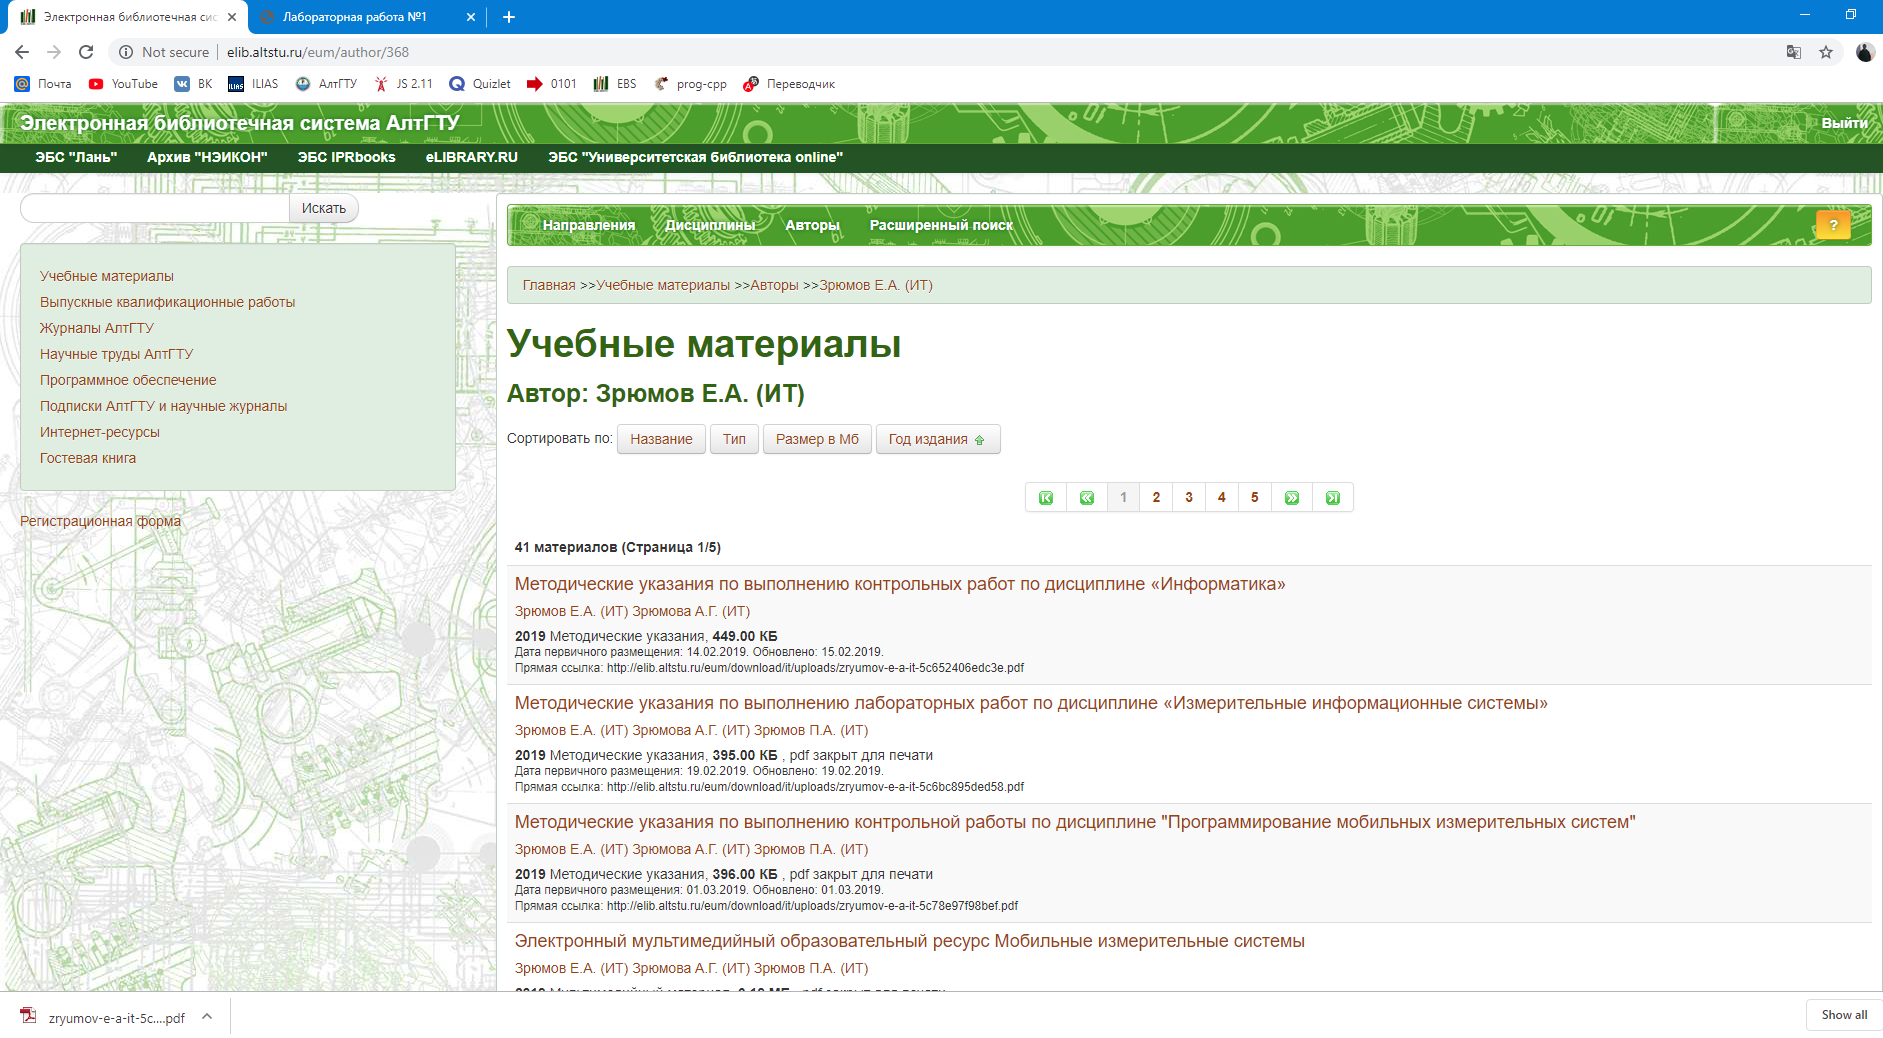 Электронная библиотечная сис
Лабораторная работа №1
Not secure
elib.altstu.ru/eum/author/368
Почта
YouTube
ВК
ILIAS
АлтГТУ
JS 2.11
Quizlet
0101
EBS
prog-cpp
Переводчик
Электронная библиотечная система АлтГТУ
Выйти
ЭБС "Лань"
Архив "НЭИКОН"
ЭБС IPRbooks
eLIBRARY.RU
ЭБС "Университетская библиотека online"
Искать
Учебные материалы
Выпускные квалификационные работы
Журналы АлтГТУ
Научные труды АлтГТУ
Программное обеспечение
Подписки АлтГТУ и научные журналы
Интернет-ресурсы
Гостевая книга
Регистрационная форма
Направления
Дисциплины
Авторы
Расширенный поиск
?
Главная >>Учебные материалы >>Авторы >>Зрюмов Е.А. (ИТ)
Учебные материалы
Автор: Зрюмов Е.А. (ИТ)
Сортировать по: Название Тип Размер в Мб Год издания
1 2 3 4 5
41 материалов (Страница 1/5)
Методические указания по выполнению контрольных работ по дисциплине «Информатика»
Зрюмов Е.А. (ИТ) Зрюмова А.Г. (ИТ)
2019 Методические указания, 449.00 КБ
Дата первичного размещения: 14.02.2019. Обновлено: 15.02.2019.
Прямая ссылка: http://elib.altstu.ru/eum/download/it/uploads/zryumov-e-a-it-5c652406edc3e.pdf
Методические указания по выполнению лабораторных работ по дисциплине «Измерительные информационные системы»
Зрюмов Е.А. (ИТ) Зрюмова А.Г. (ИТ) Зрюмов П.А. (ИТ)
2019 Методические указания, 395.00 КБ , pdf закрыт для печати
Дата первичного размещения: 19.02.2019. Обновлено: 19.02.2019.
Прямая ссылка: http://elib.altstu.ru/eum/download/it/uploads/zryumov-e-a-it-5c6bc895ded58.pdf
Методические указания по выполнению контрольной работы по дисциплине "Программирование мобильных измерительных систем"
Зрюмов Е.А. (ИТ) Зрюмова А.Г. (ИТ) Зрюмов П.А. (ИТ)
2019 Методические указания, 396.00 КБ , pdf закрыт для печати
Дата первичного размещения: 01.03.2019. Обновлено: 01.03.2019.
Прямая ссылка: http://elib.altstu.ru/eum/download/it/uploads/zryumov-e-a-it-5c78e97f98bef.pdf
Электронный мультимедийный образовательный ресурс Мобильные измерительные системы
Зрюмов Е.А. (ИТ) Зрюмова А.Г. (ИТ) Зрюмов П.А. (ИТ)
zryumov-e-a-it-5c....pdf
Show all